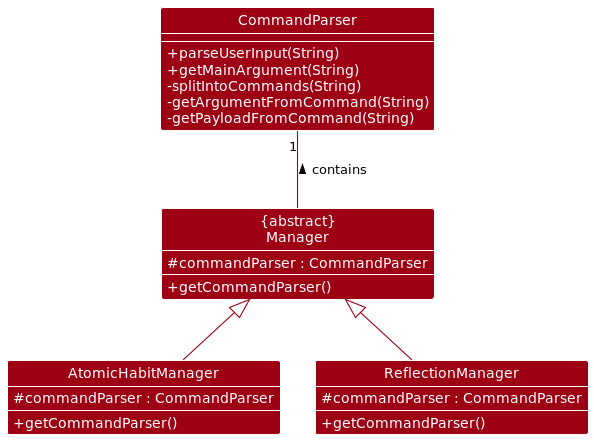 CommandParser
+parseUserInput(String)
+getMainArgument(String)
-splitIntoCommands(String)
-getArgumentFromCommand(String)
-getPayloadFromCommand(String)
1
contains
{abstract}
Manager
#commandParser : CommandParser
+getCommandParser()
AtomicHabitManager
#commandParser : CommandParser
+getCommandParser()
ReflectionManager
#commandParser : CommandParser
+getCommandParser()